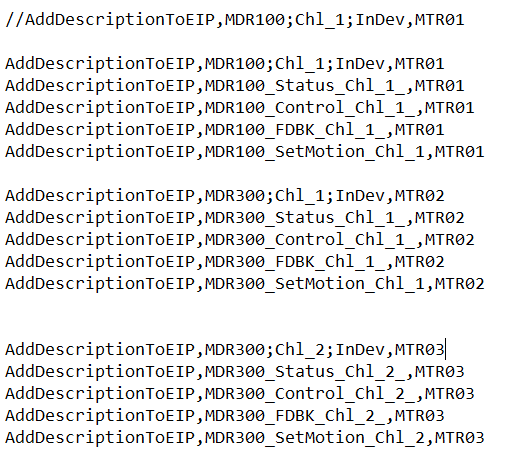 //AddDescriptionToEIP,MDR100;Chl_1;InDev,MTR01
AddDescriptionToEIP,MDR100;Chl_1;InDev,MTR01
AddDescriptionToEIP,MDR100_Status_Chl_1_,MTR01
AddDescriptionToEIP,MDR100_Control_Chl_1_,MTR01
AddDescriptionToEIP,MDR100_FDBK_Chl_1_,MTR01
AddDescriptionToEIP,MDR100_SetMotion_Chl_1,MTR01
AddDescriptionToEIP,MDR300;Chl_1;InDev,MTR02
AddDescriptionToEIP,MDR300_Status_Chl_1_,MTR02
AddDescriptionToEIP,MDR300_Control_Chl_1_,MTR02
AddDescriptionToEIP,MDR300_FDBK_Chl_1_,MTR02
AddDescriptionToEIP,MDR300_SetMotion_Chl_1,MTR02
AddDescriptionToEIP,MDR300;Chl_2;InDev,MTR03
AddDescriptionToEIP,MDR300_Status_Chl_2_,MTR03
AddDescriptionToEIP,MDR300_Control_Chl_2_,MTR03
AddDescriptionToEIP,MDR300_FDBK_Chl_2_,MTR03
AddDescriptionToEIP,MDR300_SetMotion_Chl_2,MTR03